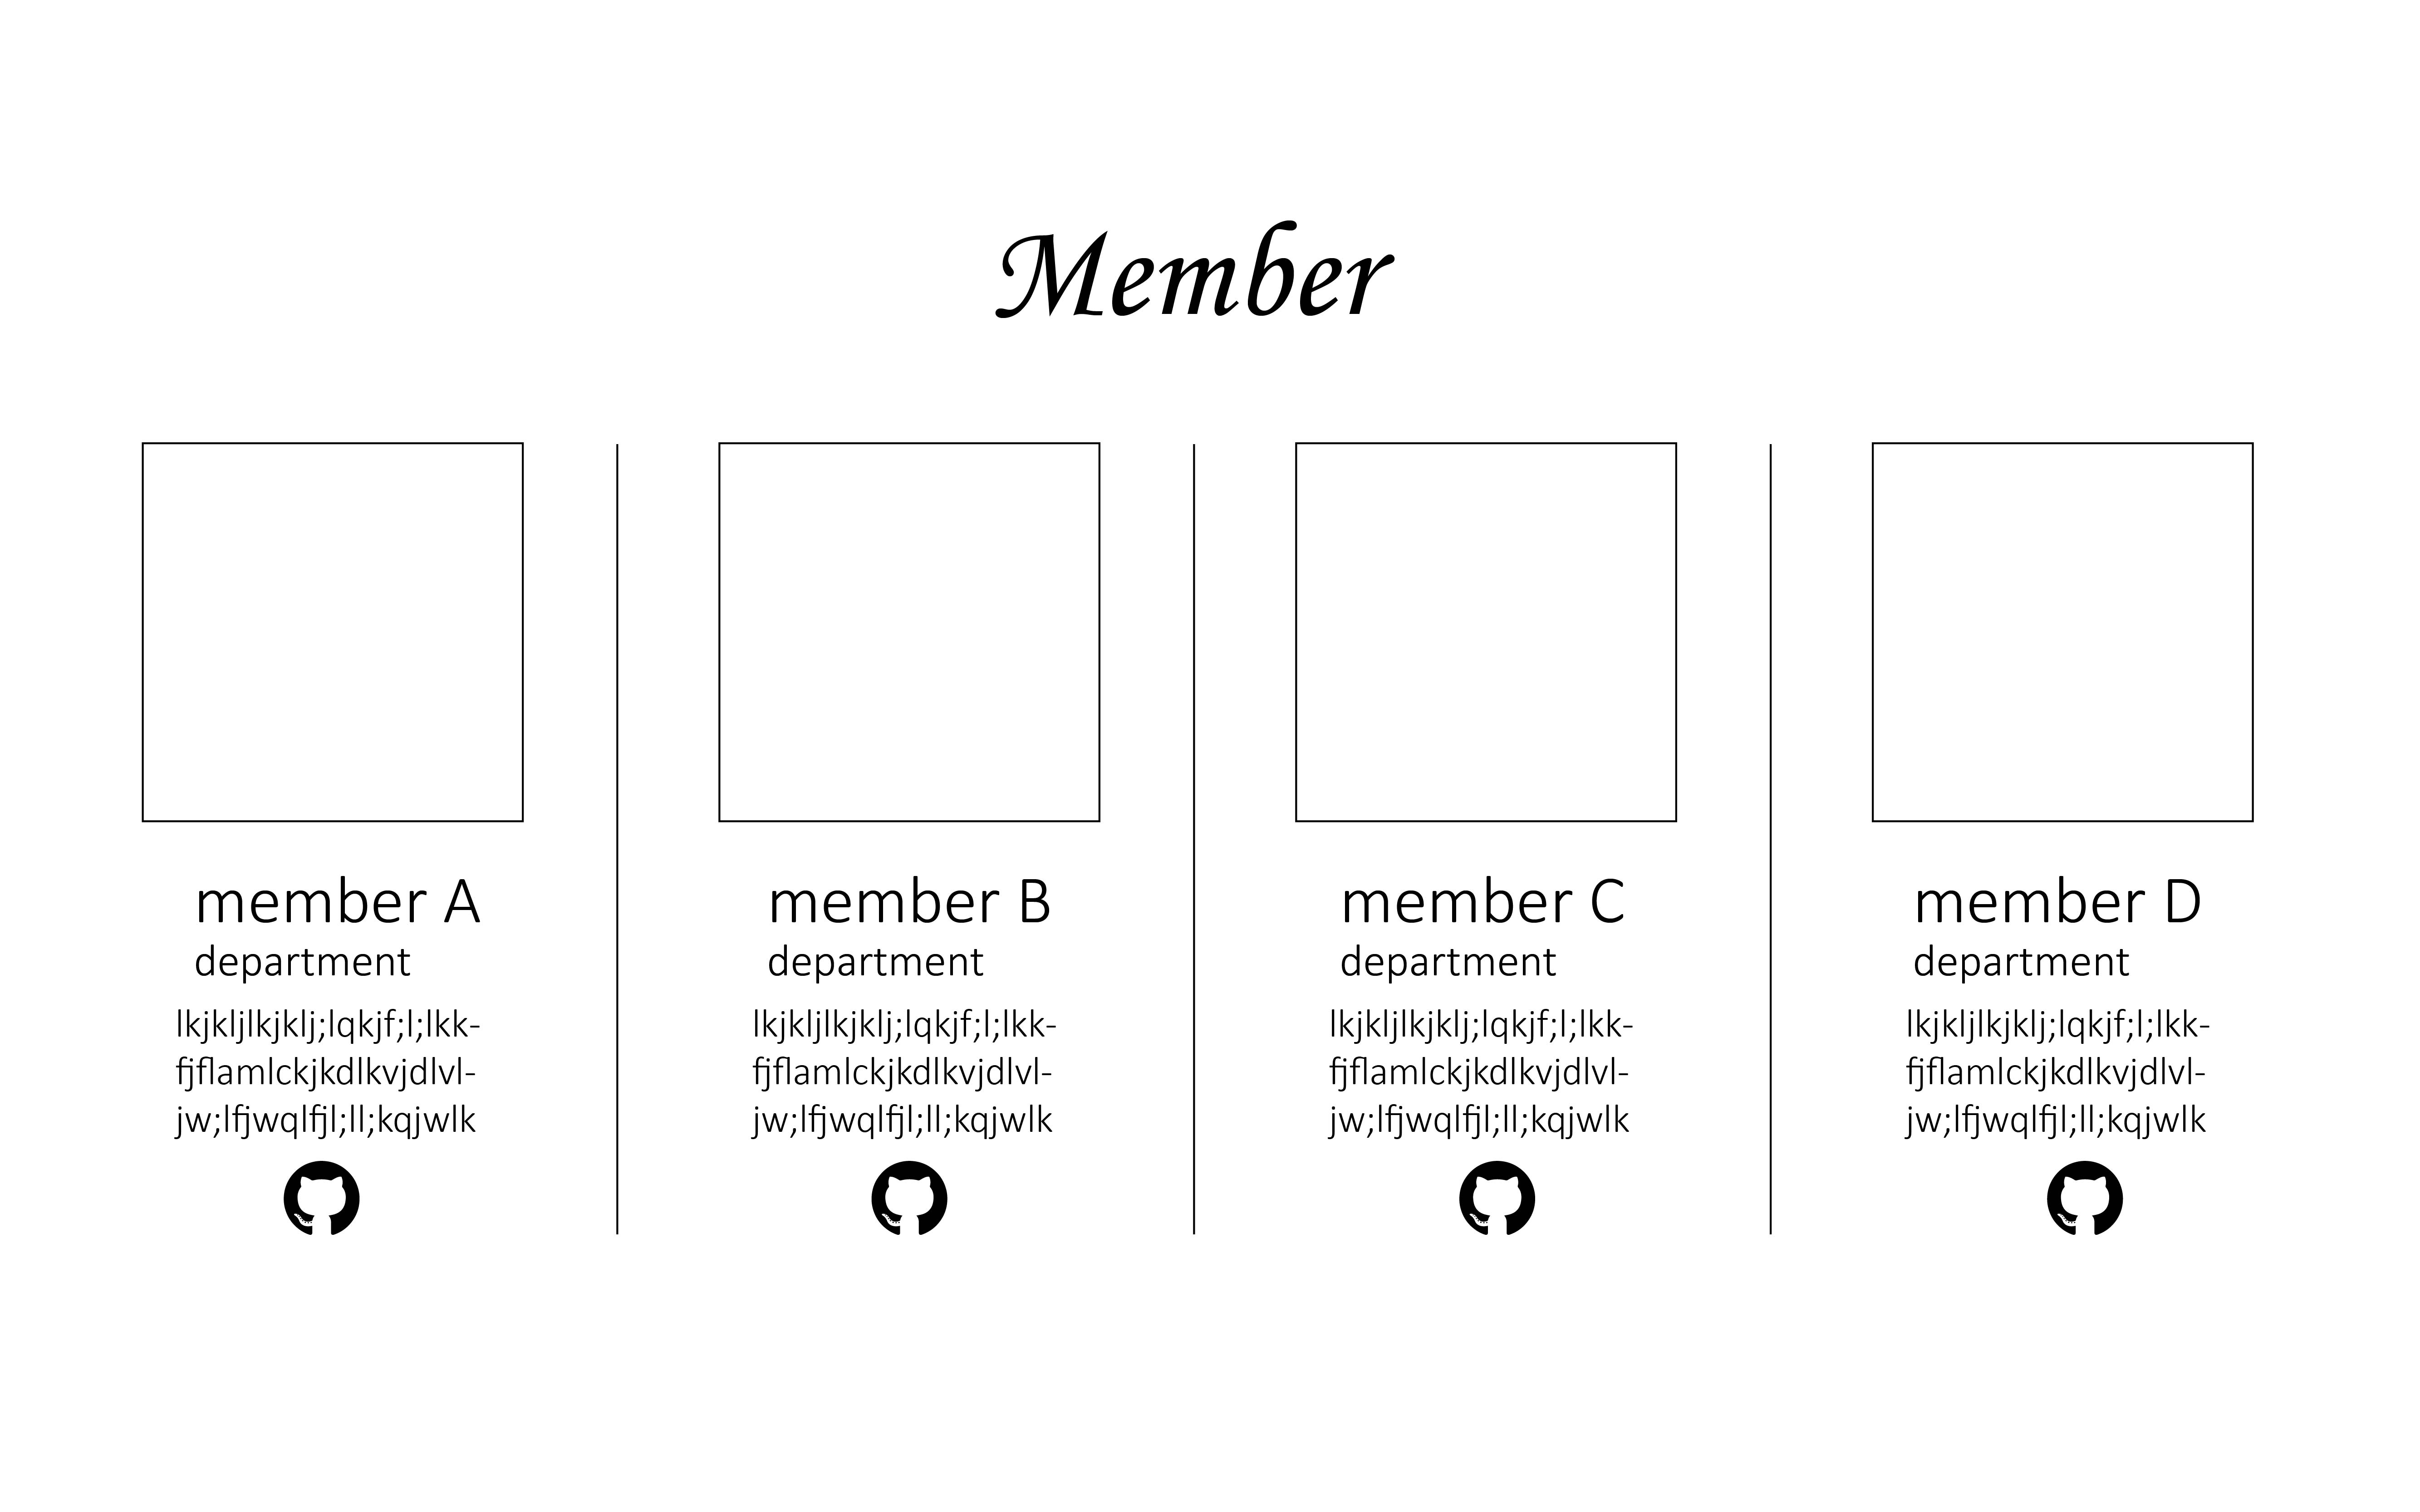 Member
member A
department
lkjkljlkjklj;lqkjf;l;lkk-
fjflamlckjkdlkvjdlvl-
jw;lfjwqlfjl;ll;kqjwlk
member B
department
lkjkljlkjklj;lqkjf;l;lkk-
fjflamlckjkdlkvjdlvl-
jw;lfjwqlfjl;ll;kqjwlk
member C
department
lkjkljlkjklj;lqkjf;l;lkk-
fjflamlckjkdlkvjdlvl-
jw;lfjwqlfjl;ll;kqjwlk
member D
department
lkjkljlkjklj;lqkjf;l;lkk-
fjflamlckjkdlkvjdlvl-
jw;lfjwqlfjl;ll;kqjwlk